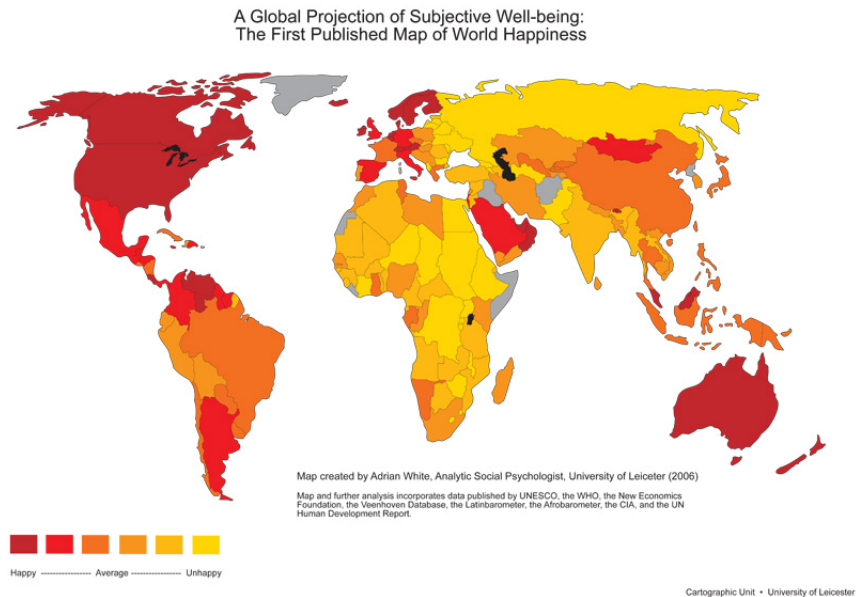 A Global Projection of Subjective Well-being:
The First Published Map of World Happiness
Map created by Adrian White, Analytic Social Psychologist, University of Leiceter (2006)
Map and further analysis incorporates data published by UNESCO, the WHO, the New Economics
Foundation, the Veenhoven Database, the Latinbarometer, the Afrobarometer, the CIA, and the UN
Human Development Report.
Happy ---------------- Average ---------------- Unhappy
Cartographic Unit • University of Leicester